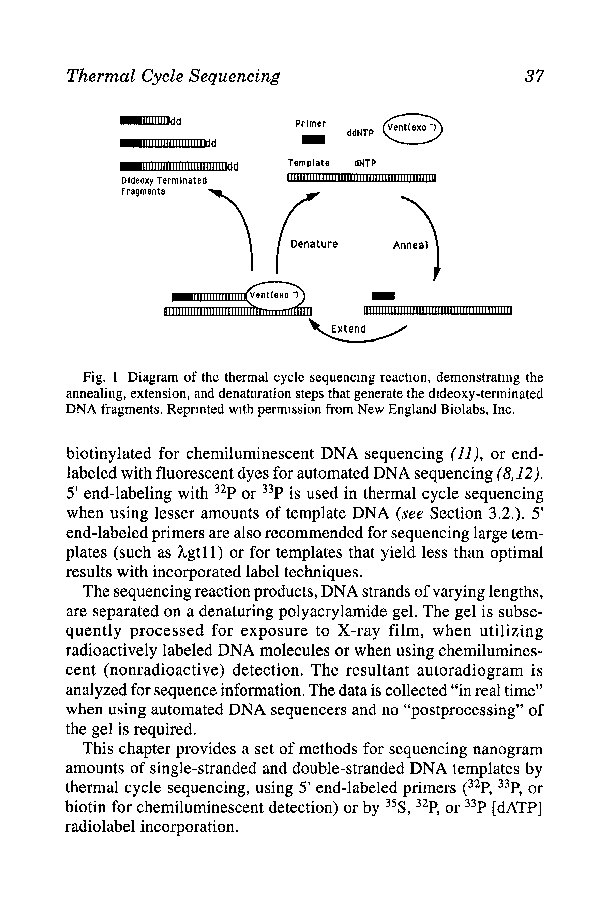 Thermal Cycle Sequencing 37
dd
dd
dd
Dideoxy Terminated
Fragments
Primer
ddNTP
Vent(exo⁻)
Template dNTP
Denature
Anneal
Vent(exo⁻)
Extend
Fig. 1 Diagram of the thermal cycle sequencing reaction, demonstrating the
annealing, extension, and denaturation steps that generate the dideoxy-terminated
DNA fragments. Reprinted with permission from New England Biolabs, Inc.
biotinylated for chemiluminescent DNA sequencing (11), or end-
labeled with fluorescent dyes for automated DNA sequencing (8,12).
5' end-labeling with ³²P or ³³P is used in thermal cycle sequencing
when using lesser amounts of template DNA (see Section 3.2.). 5'
end-labeled primers are also recommended for sequencing large tem-
plates (such as λgt11) or for templates that yield less than optimal
results with incorporated label techniques.
The sequencing reaction products, DNA strands of varying lengths,
are separated on a denaturing polyacrylamide gel. The gel is subse-
quently processed for exposure to X-ray film, when utilizing
radioactively labeled DNA molecules or when using chemilumines-
cent (nonradioactive) detection. The resultant autoradiogram is
analyzed for sequence information. The data is collected “in real time”
when using automated DNA sequencers and no “postprocessing” of
the gel is required.
This chapter provides a set of methods for sequencing nanogram
amounts of single-stranded and double-stranded DNA templates by
thermal cycle sequencing, using 5' end-labeled primers (³²P, ³³P, or
biotin for chemiluminescent detection) or by ³⁵S, ³²P, or ³³P [dATP]
radiolabel incorporation.